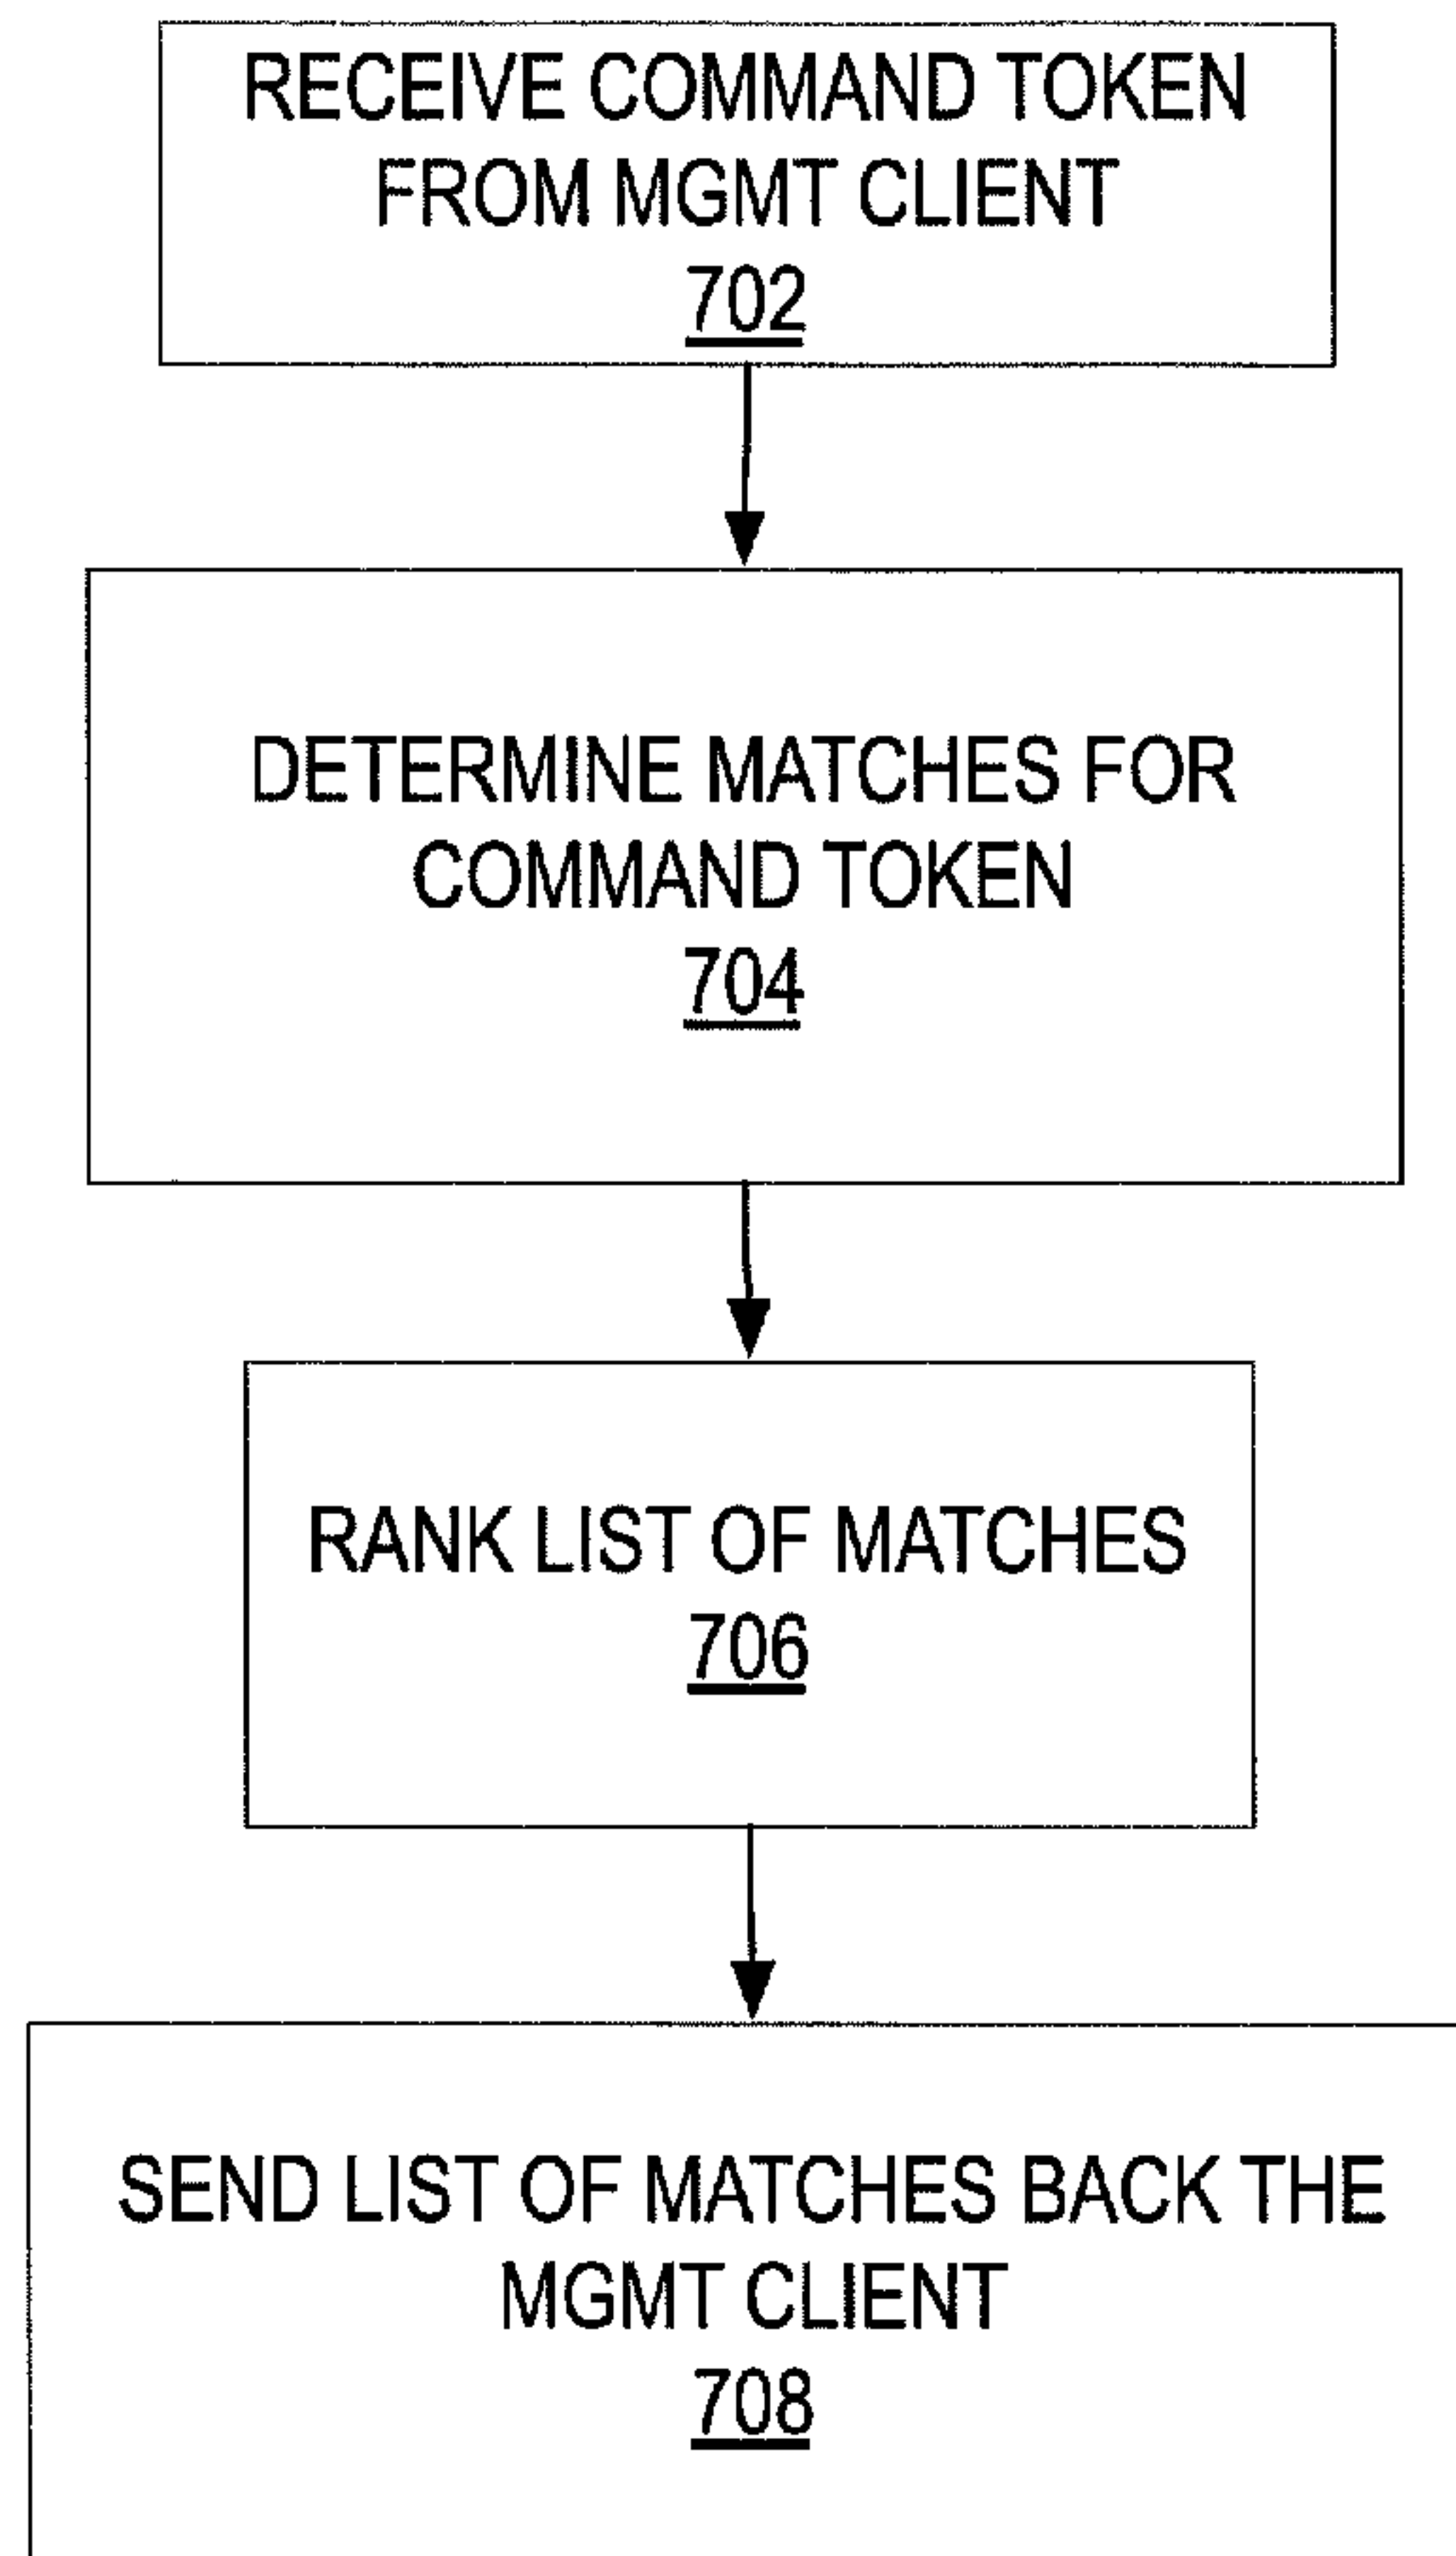 RECEIVE COMMAND TOKEN
FROM MGMT CLIENT
702
DETERMINE MATCHES FOR
COMMAND TOKEN
704
RANK LIST OF MATCHES
706
SEND LIST OF MATCHES BACK THE
MGMT CLIENT
708